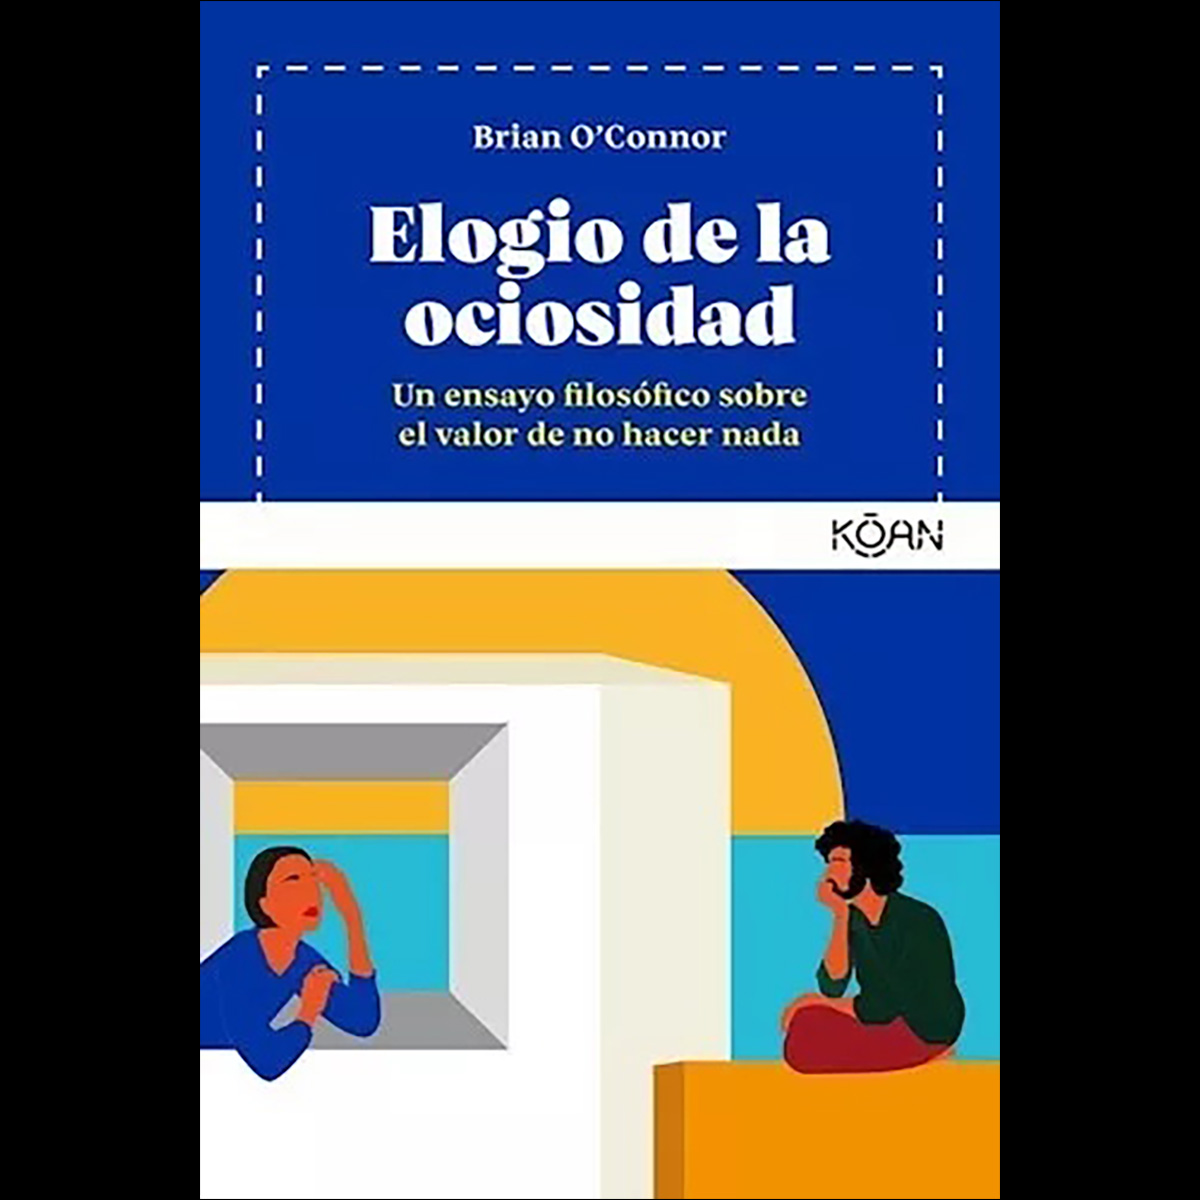 Brian O’Connor
Elogio de la
ociosidad
Un ensayo filosófico sobre
el valor de no hacer nada
KŌAN